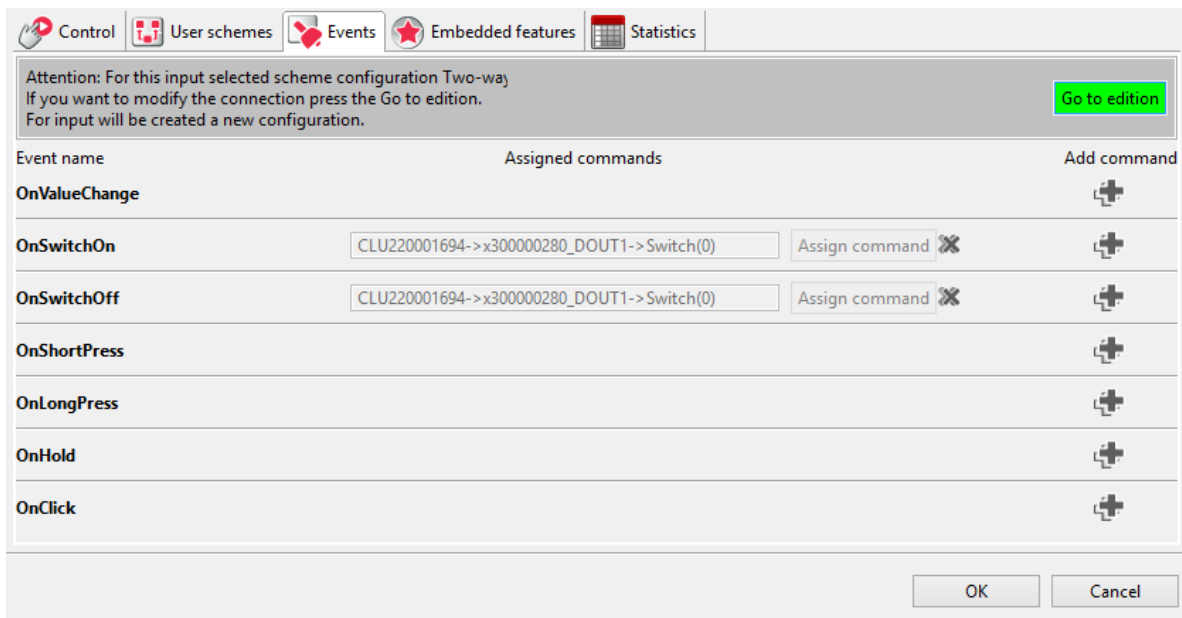 Control User schemes Events Embedded features Statistics
Attention: For this input selected scheme configuration Two-way
If you want to modify the connection press the Go to edition.
For input will be created a new configuration.
Go to edition
Event name Assigned commands Add command
OnValueChange
OnSwitchOn CLU220001694->x300000280_DOUT1->Switch(0) Assign command
OnSwitchOff CLU220001694->x300000280_DOUT1->Switch(0) Assign command
OnShortPress
OnLongPress
OnHold
OnClick
OK Cancel